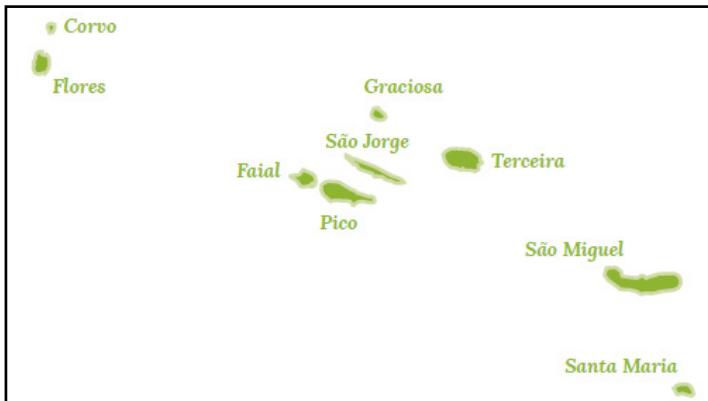 Corvo
Flores
Graciosa
São Jorge
Terceira
Faial
Pico
São Miguel
Santa Maria